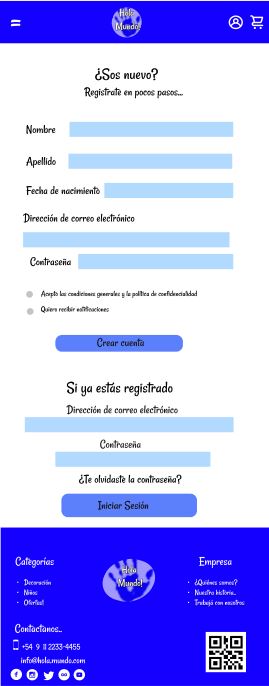 Hola
Mundo!
¿Sos nuevo?
Registrate en pocos pasos...
Nombre
Apellido
Fecha de nacimiento
Dirección de correo electrónico
Contraseña
Acepto las condiciones generales y la política de confidencialidad
Quiero recibir notificaciones
Crear cuenta
Si ya estás registrado
Dirección de correo electrónico
Contraseña
¿Te olvidaste la contraseña?
Iniciar Sesión
Categorías
• Decoración
• Niños
• Ofertas!
Hola
Mundo!
Empresa
• ¿Quiénes somos?
• Nuestra historia..
• Trabajá con nosotros
Contactanos..
+54 9 11 2233-4455
info@hola.mundo.com